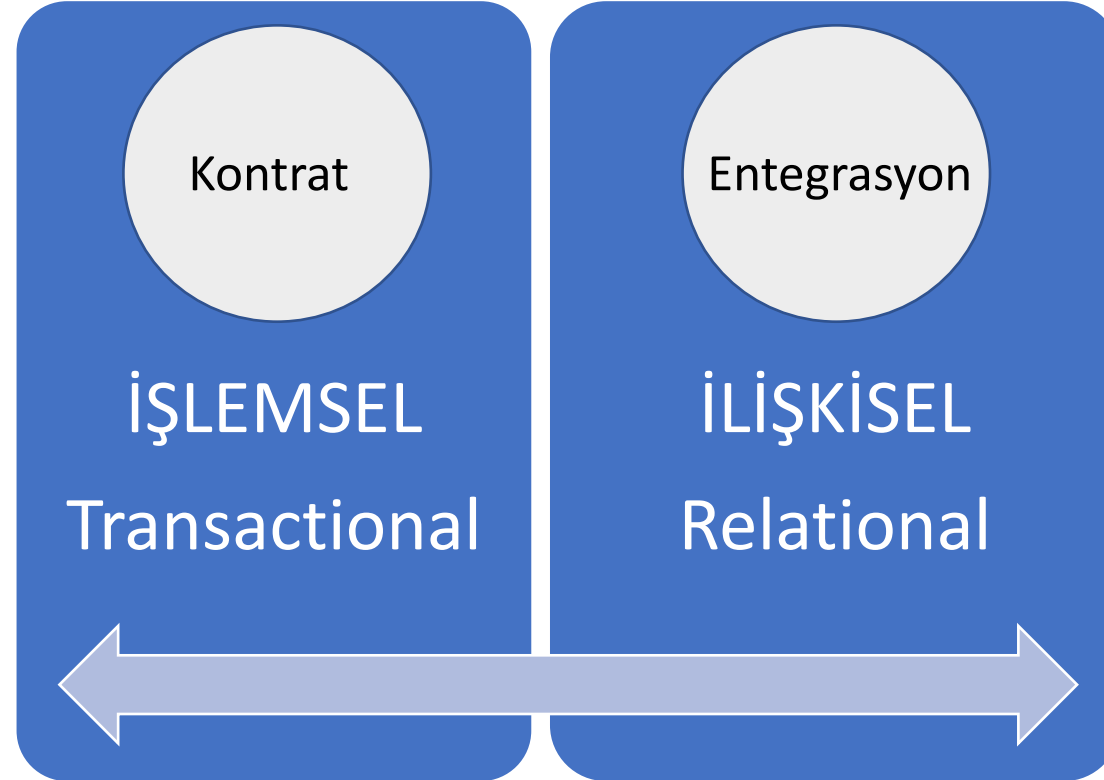 Kontrat
İŞLEMSEL
Transactional
Entegrasyon
İLİŞKİSEL
Relational